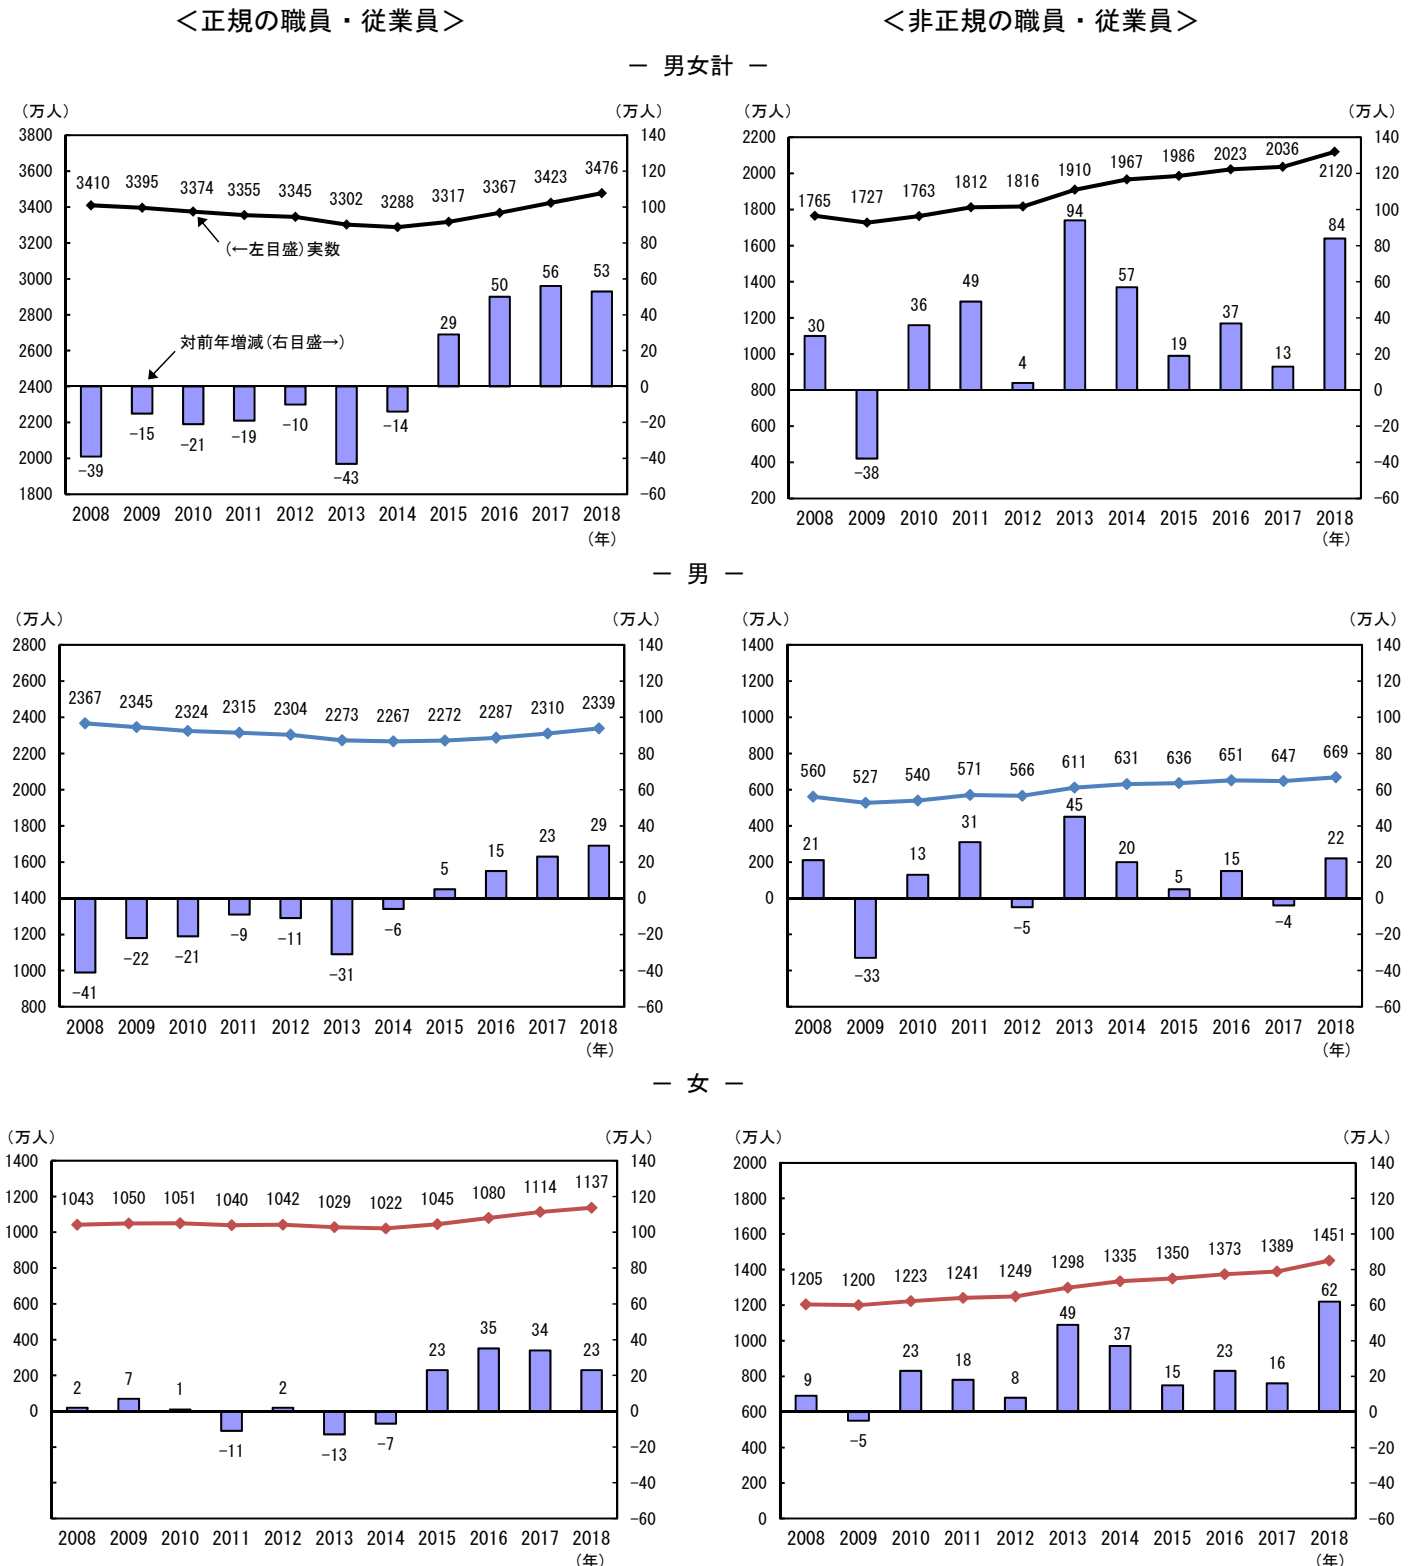 ＜正規の職員・従業員＞ ＜非正規の職員・従業員＞
－ 男女計 －
（万人） （万人） （万人） （万人）
3800 3600 3400 3200 3000 2800 2600 2400 2200 2000 1800
3410 3395 3374 3355 3345 3302 3288 3317 3367 3423 3476
(←左目盛)実数
対前年増減(右目盛→)
-39 -15 -21 -19 -10 -43 -14 29 50 56 53
140 120 100 80 60 40 20 0 -20 -40 -60
2008 2009 2010 2011 2012 2013 2014 2015 2016 2017 2018
（年）
2200 2000 1800 1600 1400 1200 1000 800 600 400 200
1765 1727 1763 1812 1816 1910 1967 1986 2023 2036 2120
30 -38 36 49 4 94 57 19 37 13 84
140 120 100 80 60 40 20 0 -20 -40 -60
2008 2009 2010 2011 2012 2013 2014 2015 2016 2017 2018
（年）
－ 男 －
（万人） （万人） （万人） （万人）
2800 2600 2400 2200 2000 1800 1600 1400 1200 1000 800
2367 2345 2324 2315 2304 2273 2267 2272 2287 2310 2339
-41 -22 -21 -9 -11 -31 -6 5 15 23 29
140 120 100 80 60 40 20 0 -20 -40 -60
2008 2009 2010 2011 2012 2013 2014 2015 2016 2017 2018
（年）
1400 1200 1000 800 600 400 200 0
560 527 540 571 566 611 631 636 651 647 669
21 -33 13 31 -5 45 20 5 15 -4 22
140 120 100 80 60 40 20 0 -20 -40 -60
2008 2009 2010 2011 2012 2013 2014 2015 2016 2017 2018
（年）
－ 女 －
（万人） （万人） （万人） （万人）
1400 1200 1000 800 600 400 200 0
1043 1050 1051 1040 1042 1029 1022 1045 1080 1114 1137
2 7 1 -11 2 -13 -7 23 35 34 23
140 120 100 80 60 40 20 0 -20 -40 -60
2008 2009 2010 2011 2012 2013 2014 2015 2016 2017 2018
（年）
2000 1800 1600 1400 1200 1000 800 600 400 200 0
1205 1200 1223 1241 1249 1298 1335 1350 1373 1389 1451
9 -5 23 18 8 49 37 15 23 16 62
140 120 100 80 60 40 20 0 -20 -40 -60
2008 2009 2010 2011 2012 2013 2014 2015 2016 2017 2018
（年）